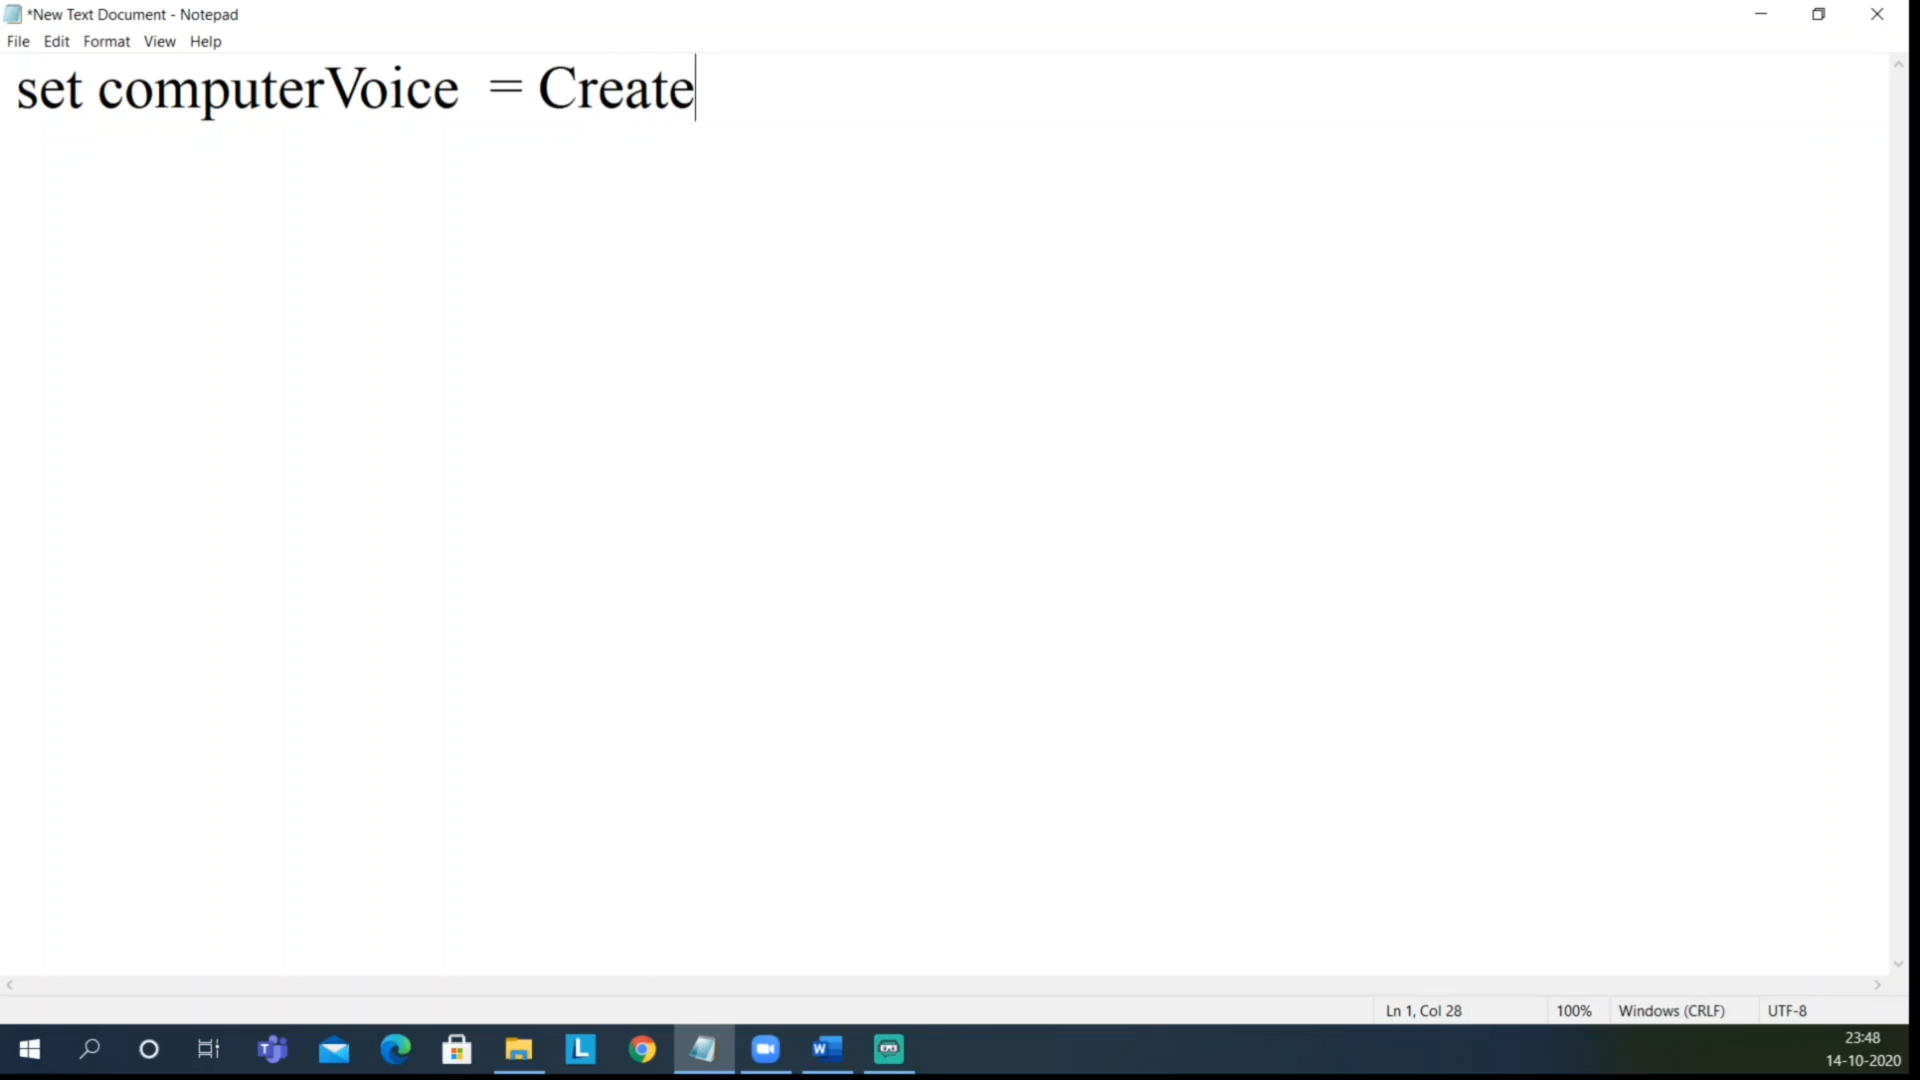 *New Text Document - Notepad
File Edit Format View Help
set computerVoice  = Create
Ln 1, Col 28 100% Windows (CRLF) UTF-8
23:48
14-10-2020